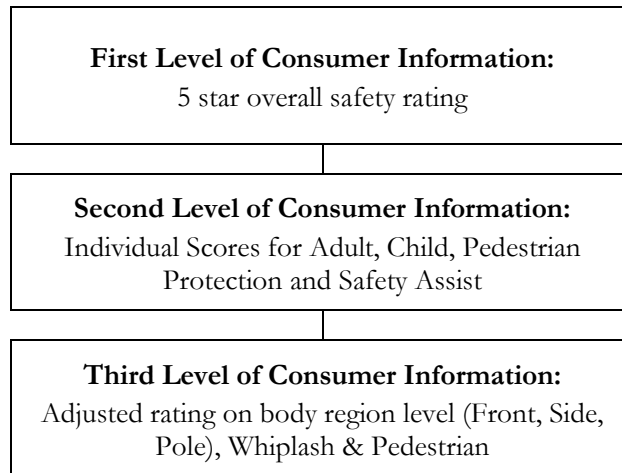 First Level of Consumer Information:
5 star overall safety rating
Second Level of Consumer Information:
Individual Scores for Adult, Child, Pedestrian
Protection and Safety Assist
Third Level of Consumer Information:
Adjusted rating on body region level (Front, Side,
Pole), Whiplash & Pedestrian